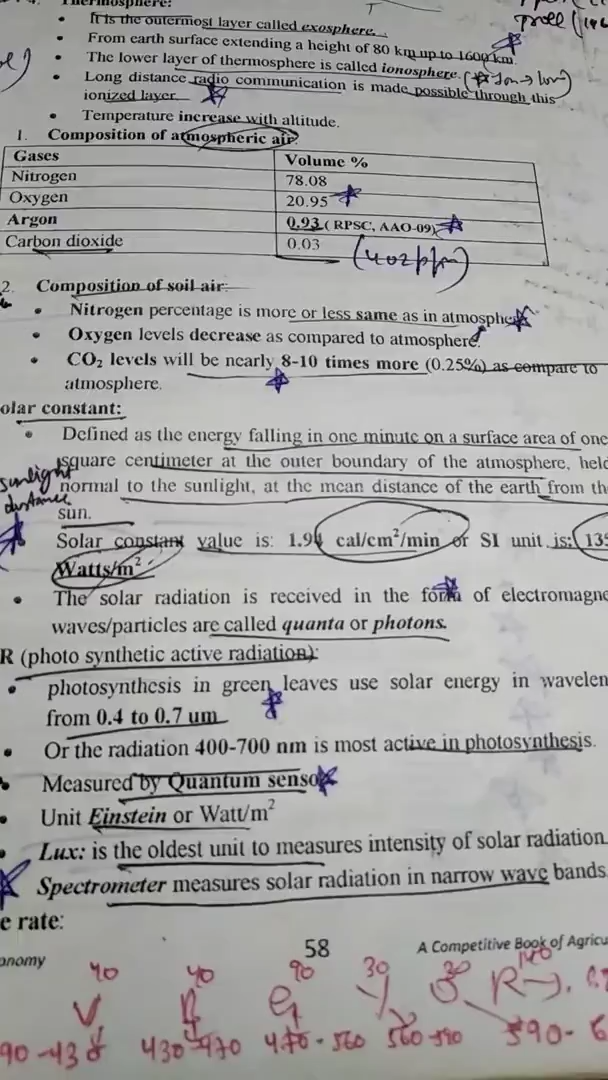 Thermosphere:
• It is the outermost layer called exosphere.
• From earth surface extending a height of 80 km up to 1600 km.
• The lower layer of thermosphere is called ionosphere.
• Long distance radio communication is made possible through this
ionized layer.
• Temperature increase with altitude.
1. Composition of atmospheric air:
Gases Volume %
Nitrogen 78.08
Oxygen 20.95
Argon 0.93 ( RPSC, AAO-09)
Carbon dioxide 0.03 (402 ppm)
2. Composition of soil air:
• Nitrogen percentage is more or less same as in atmosphere
• Oxygen levels decrease as compared to atmosphere.
• CO₂ levels will be nearly 8-10 times more (0.25%) as compare to
atmosphere.
olar constant:
• Defined as the energy falling in one minute on a surface area of one
square centimeter at the outer boundary of the atmosphere, held
sunlight
normal to the sunlight, at the mean distance of the earth from th
distance
sun.
Solar constant value is: 1.94 cal/cm²/min or SI unit is: 135
Watts/m²
• The solar radiation is received in the form of electromagne
waves/particles are called quanta or photons.
R (photo synthetic active radiation):
• photosynthesis in green leaves use solar energy in wavelen
from 0.4 to 0.7 um
• Or the radiation 400-700 nm is most active in photosynthesis.
• Measured by Quantum sensor
• Unit Einstein or Watt/m²
• Lux: is the oldest unit to measures intensity of solar radiation.
Spectrometer measures solar radiation in narrow wave bands.
e rate:
58
onomy A Competitive Book of Agricu
40 40 90 30 30 140
V B G Y O R
90-430 430-470 470-560 560-590 590-6